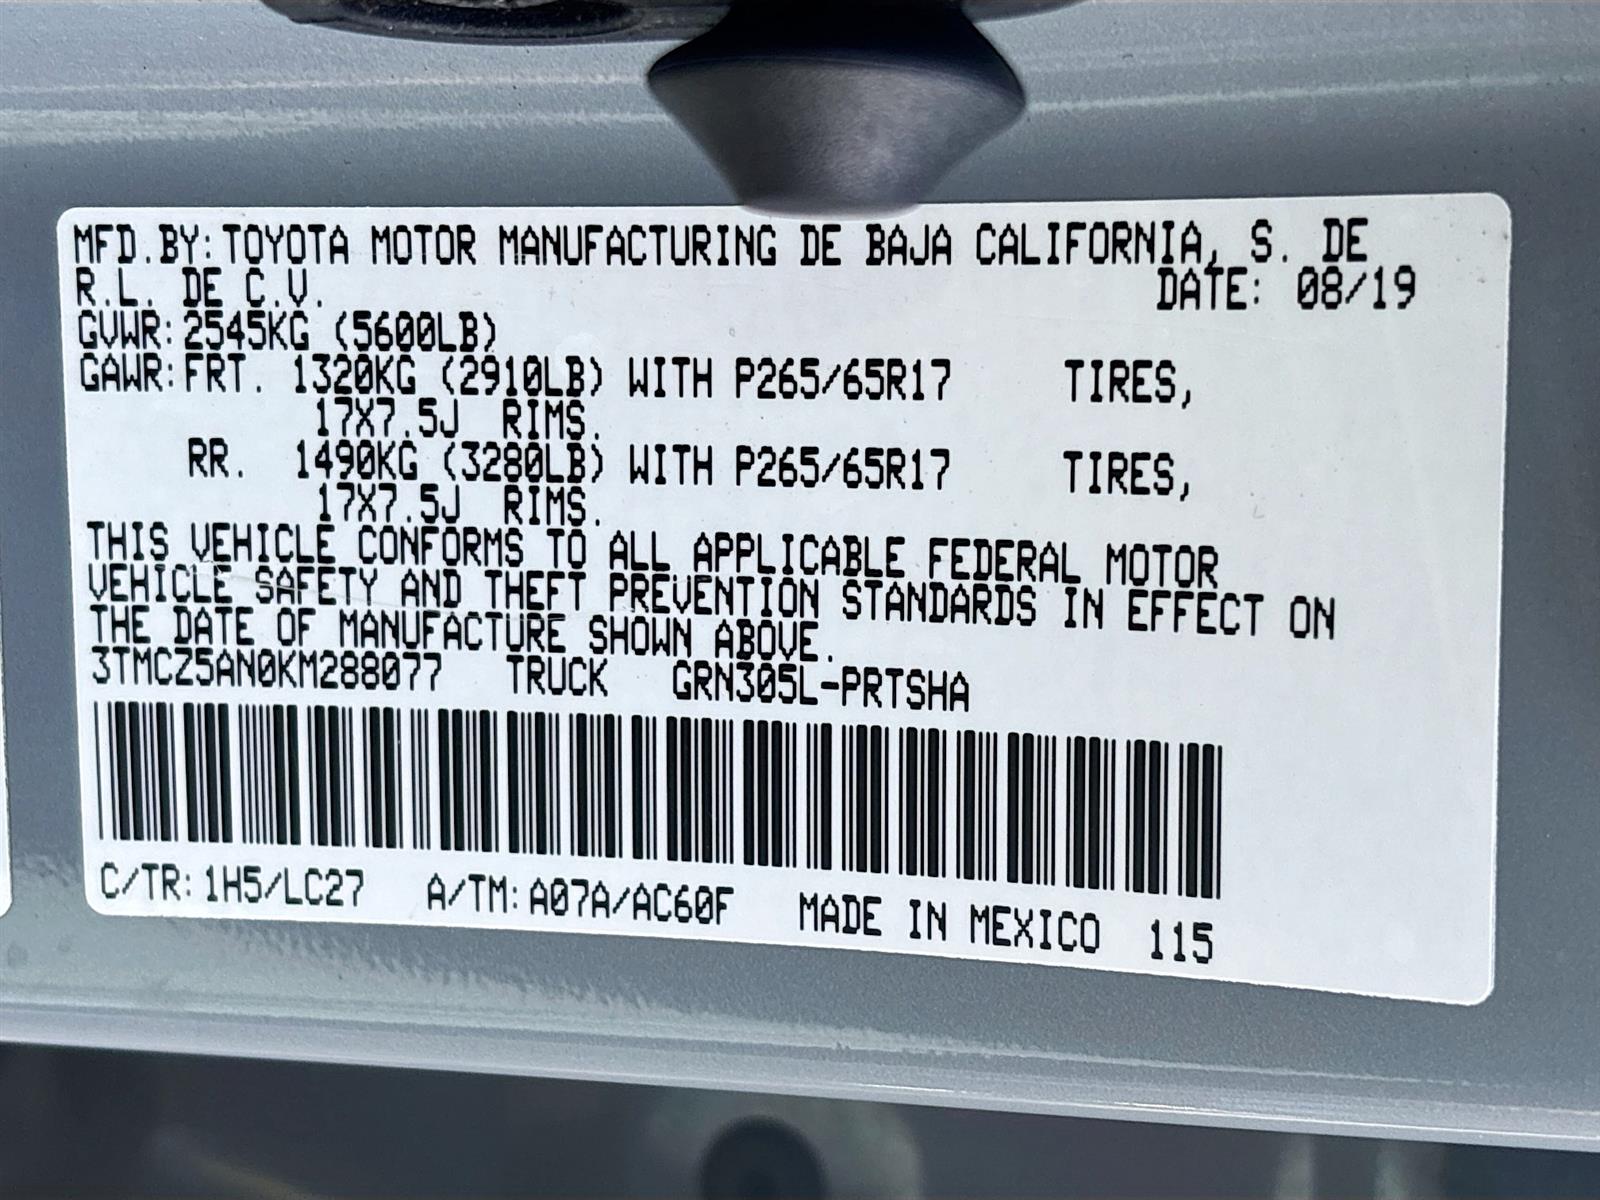 MFD.BY:TOYOTA MOTOR MANUFACTURING DE BAJA CALIFORNIA, S. DE
R.L. DE C.V. DATE: 08/19
GVWR:2545KG (5600LB)
GAWR:FRT. 1320KG (2910LB) WITH P265/65R17 TIRES,
17X7.5J RIMS.
RR. 1490KG (3280LB) WITH P265/65R17 TIRES,
17X7.5J RIMS.
THIS VEHICLE CONFORMS TO ALL APPLICABLE FEDERAL MOTOR
VEHICLE SAFETY AND THEFT PREVENTION STANDARDS IN EFFECT ON
THE DATE OF MANUFACTURE SHOWN ABOVE.
3TMCZ5AN0KM288077 TRUCK GRN305L-PRTSHA
C/TR:1H5/LC27 A/TM:A07A/AC60F MADE IN MEXICO 115